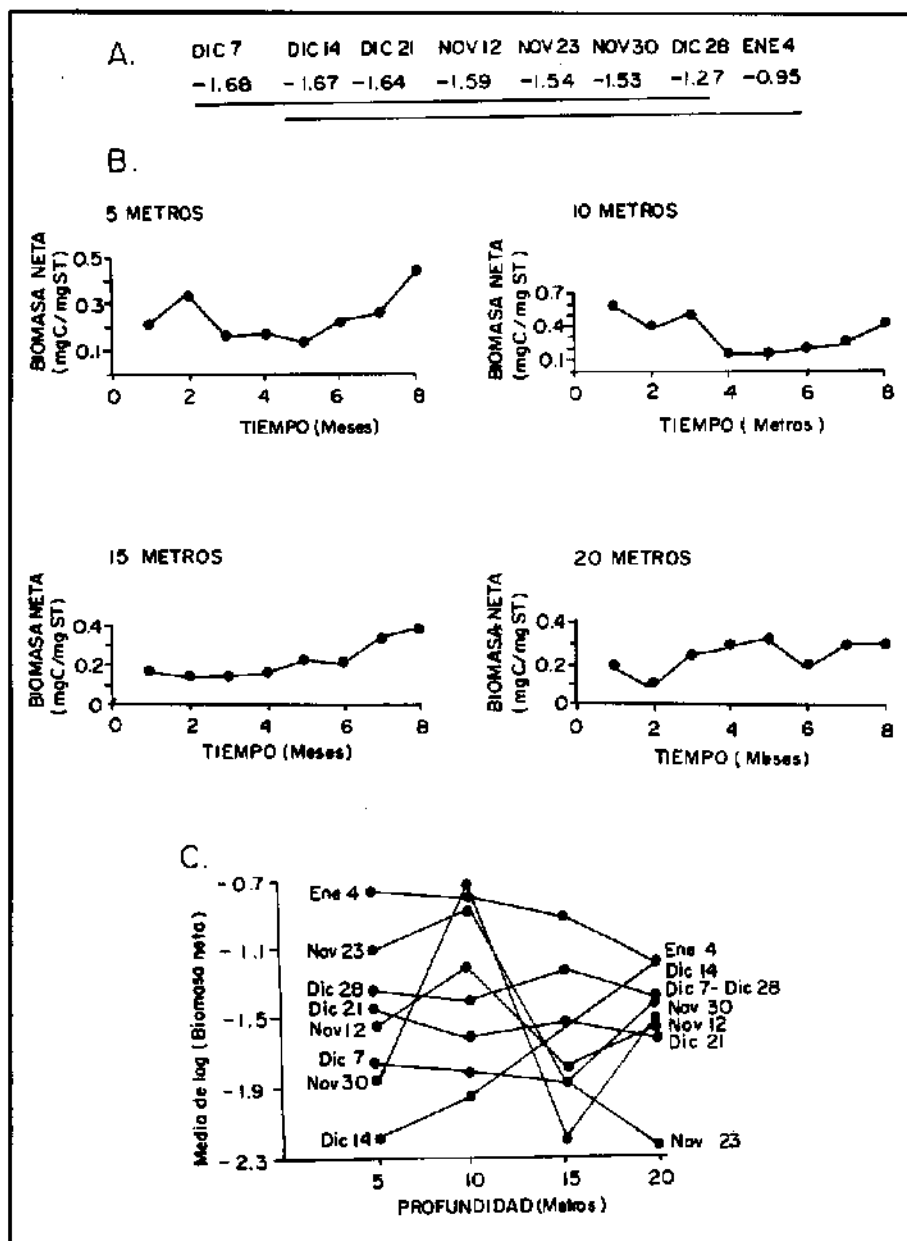 A.
DIC 7 DIC 14 DIC 21 NOV 12 NOV 23 NOV 30 DIC 28 ENE 4
-1.68 -1.67 -1.64 -1.59 -1.54 -1.53 -1.27 -0.95
B.
5 METROS
BIOMASA NETA
(mgC/mgST)
0.5
0.3
0.1
0 2 4 6 8
TIEMPO (Meses)
10 METROS
BIOMASA NETA
(mgC/mgST)
0.7
0.4
0.1
0 2 4 6 8
TIEMPO ( Metros )
15 METROS
BIOMASA NETA
(mgC/mgST)
0.4
0.2
0
0 2 4 6 8
TIEMPO (Meses)
20 METROS
BIOMASA NETA
(mgC/mgST)
0.4
0.2
0
0 2 4 6 8
TIEMPO ( Meses)
C.
Media de log (Biomasa neta)
-0.7
-1.1
-1.5
-1.9
-2.3
Ene 4
Nov 23
Dic 28
Dic 21
Nov 12
Dic 7
Nov 30
Dic 14
Ene 4
Dic 14
Dic 7- Dic 28
Nov 30
Nov 12
Dic 21
Nov 23
5 10 15 20
PROFUNDIDAD (Metros)